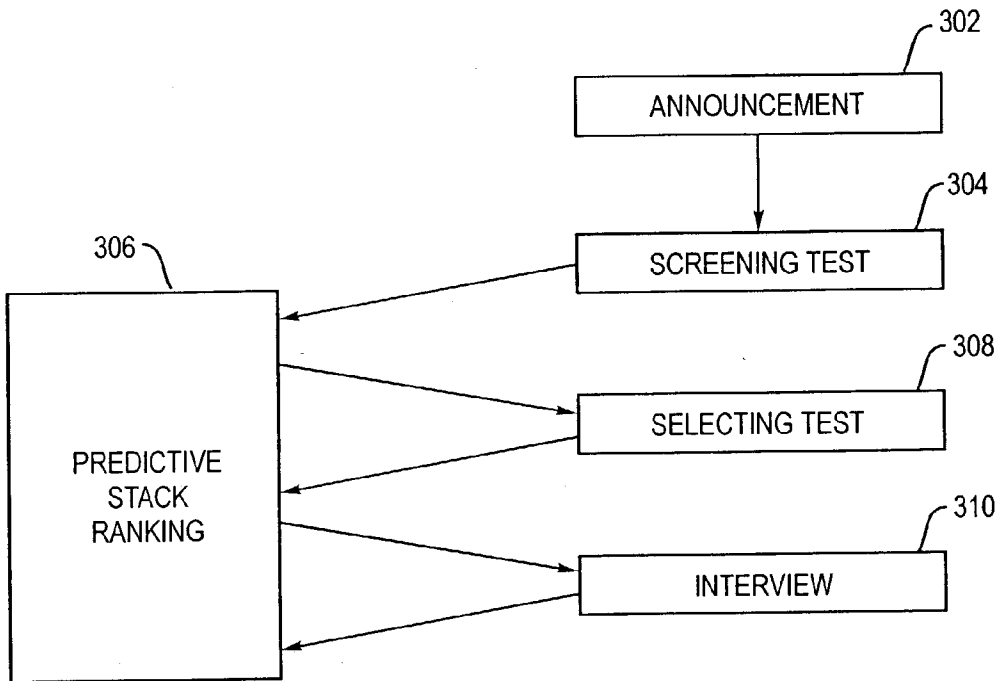 302
ANNOUNCEMENT
304
SCREENING TEST
306
308
SELECTING TEST
PREDICTIVE
STACK
RANKING
310
INTERVIEW